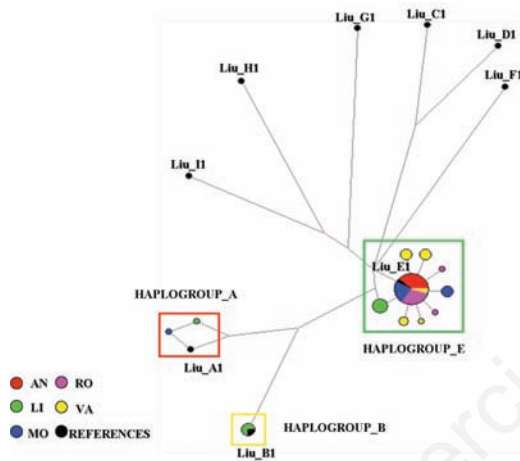 Liu_G1
Liu_C1
Liu_D1
Liu_H1
Liu_F1
Liu_I1
Liu_E1
HAPLOGROUP_A
HAPLOGROUP_E
Liu_A1
AN
RO
LI
VA
MO
REFERENCES
HAPLOGROUP_B
Liu_B1